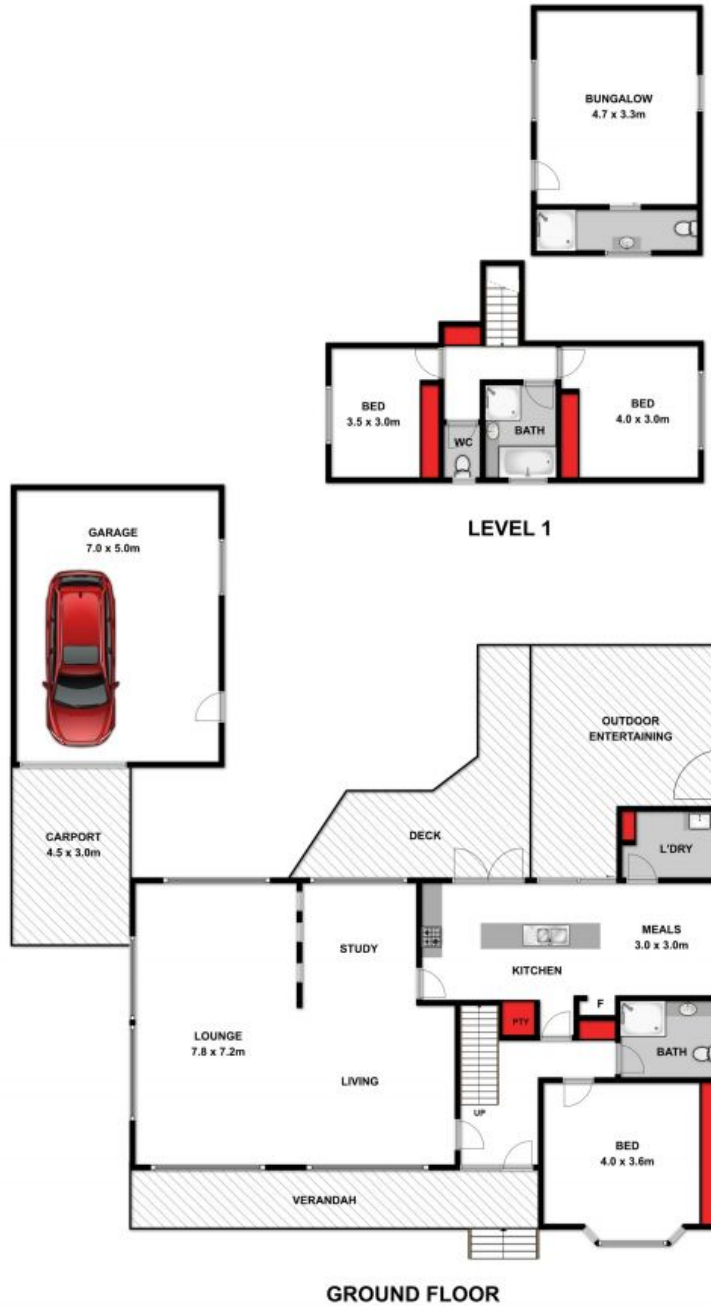 BUNGALOW
4.7 x 3.3m
BED
3.5 x 3.0m
WC
BATH
BED
4.0 x 3.0m
LEVEL 1
GARAGE
7.0 x 5.0m
CARPORT
4.5 x 3.0m
DECK
OUTDOOR
ENTERTAINING
L'DRY
STUDY
KITCHEN
MEALS
3.0 x 3.0m
LOUNGE
7.8 x 7.2m
LIVING
PTY
F
BATH
UP
BED
4.0 x 3.6m
VERANDAH
GROUND FLOOR